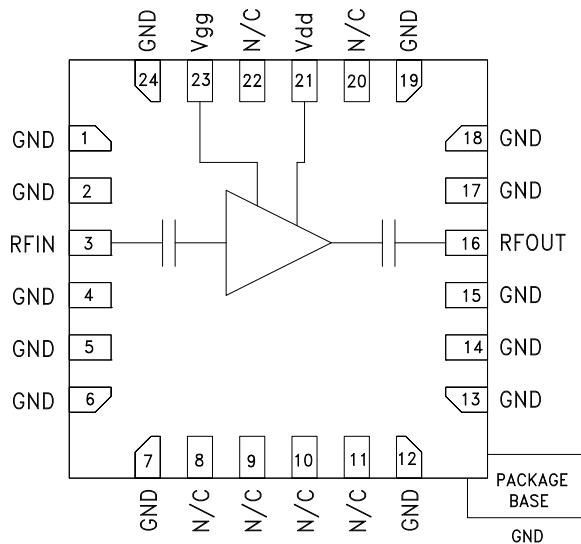 GND Vgg N/C Vdd N/C GND
24 23 22 21 20 19
GND 1 18 GND
GND 2 17 GND
RFIN 3 16 RFOUT
GND 4 15 GND
GND 5 14 GND
GND 6 13 GND
7 8 9 10 11 12
GND N/C N/C N/C N/C GND
PACKAGE
BASE
GND